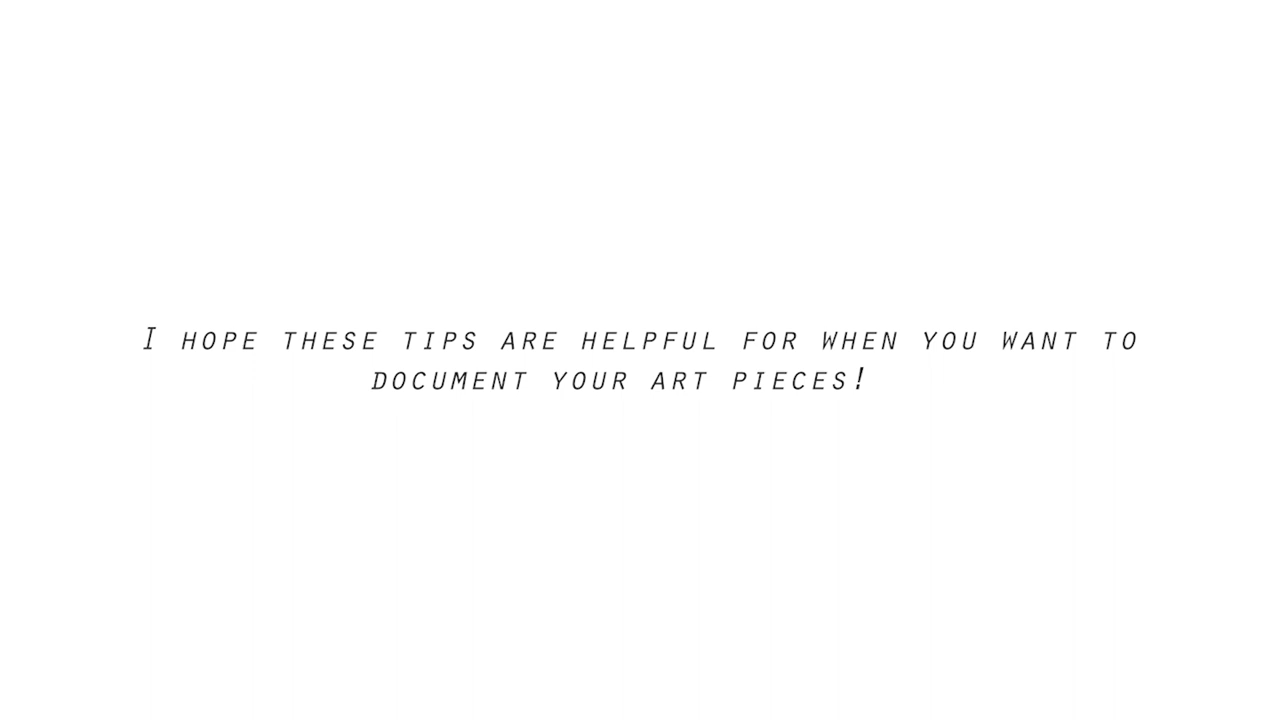 I HOPE THESE TIPS ARE HELPFUL FOR WHEN YOU WANT TO
DOCUMENT YOUR ART PIECES!